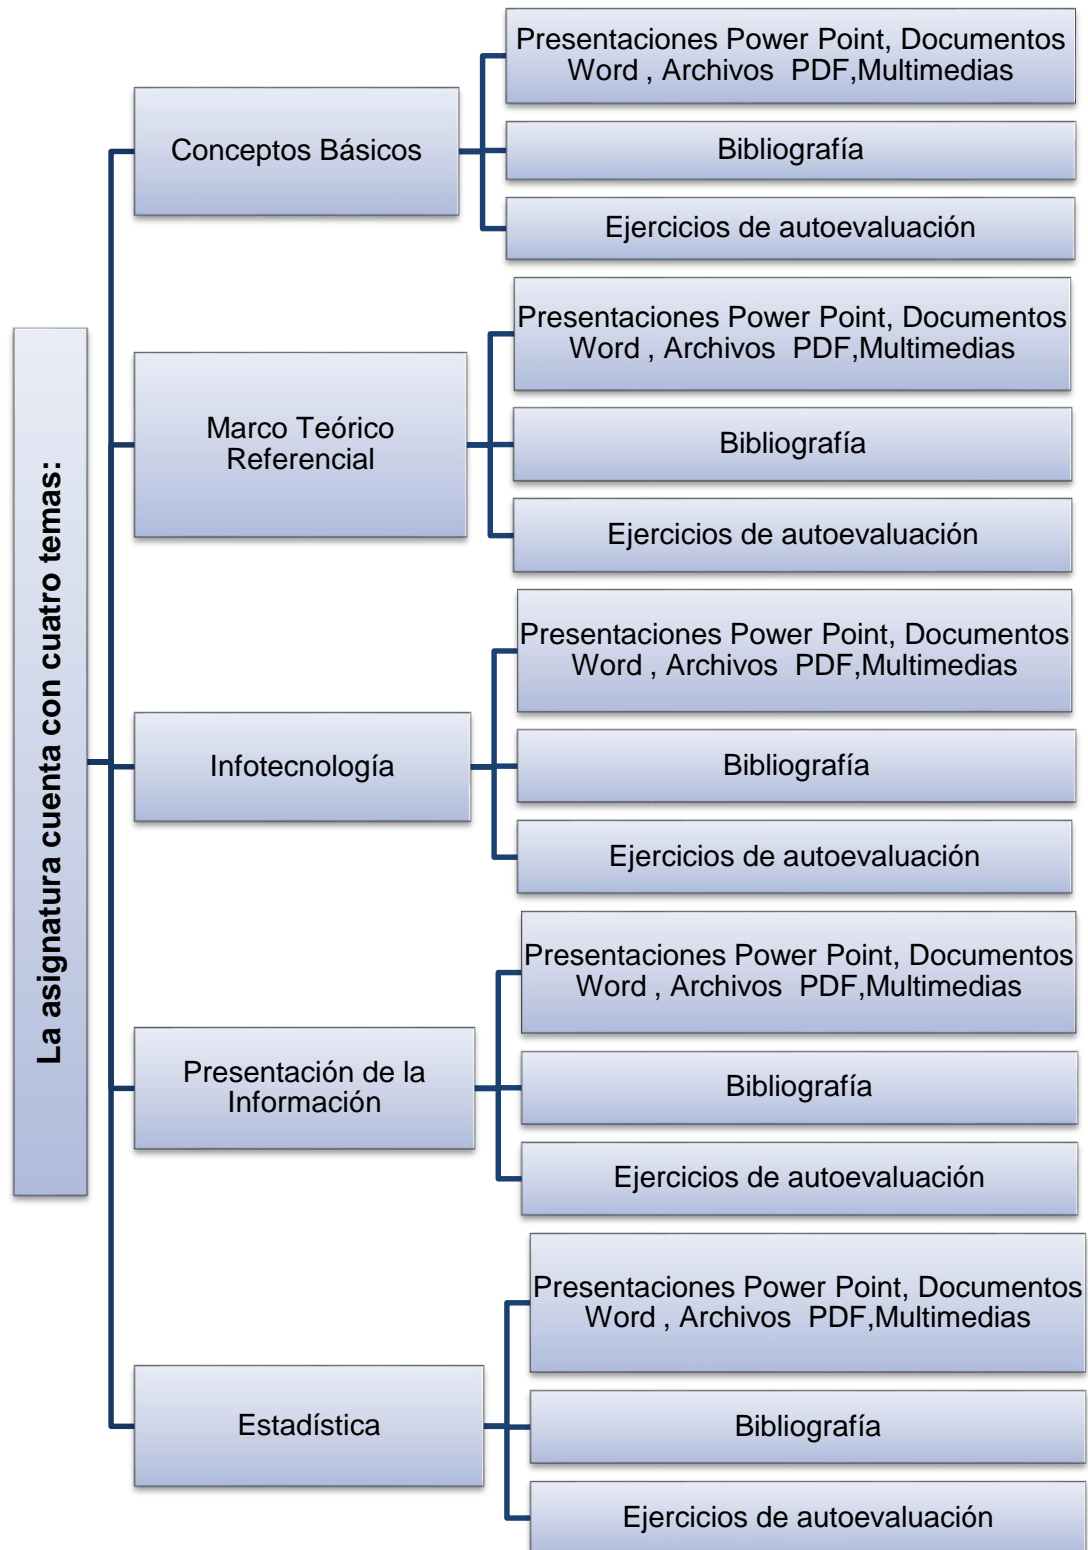 La asignatura cuenta con cuatro temas:
Conceptos Básicos
Presentaciones Power Point, Documentos
Word , Archivos  PDF,Multimedias
Bibliografía
Ejercicios de autoevaluación
Marco Teórico
Referencial
Presentaciones Power Point, Documentos
Word , Archivos  PDF,Multimedias
Bibliografía
Ejercicios de autoevaluación
Infotecnología
Presentaciones Power Point, Documentos
Word , Archivos  PDF,Multimedias
Bibliografía
Ejercicios de autoevaluación
Presentación de la
Información
Presentaciones Power Point, Documentos
Word , Archivos  PDF,Multimedias
Bibliografía
Ejercicios de autoevaluación
Estadística
Presentaciones Power Point, Documentos
Word , Archivos  PDF,Multimedias
Bibliografía
Ejercicios de autoevaluación